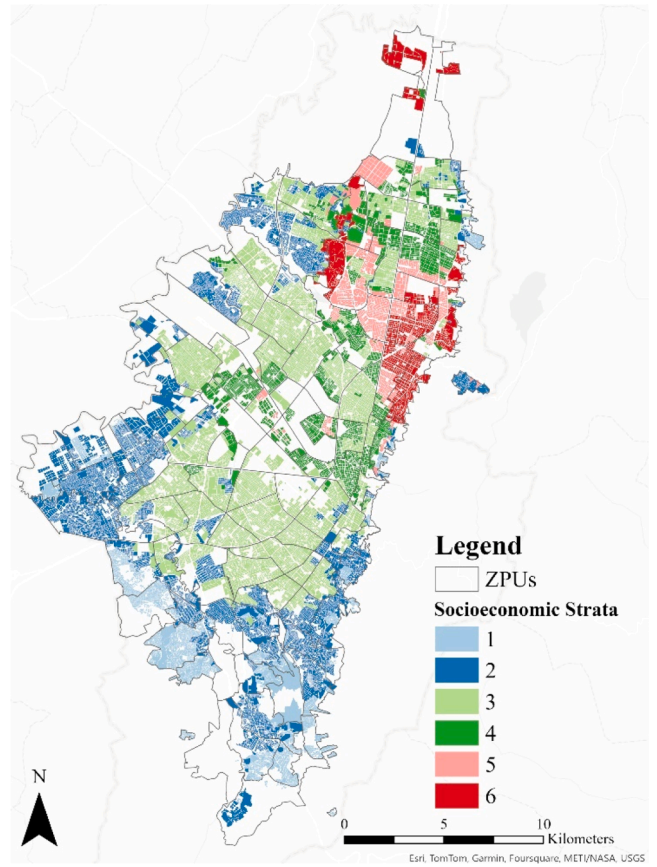 Legend
ZPUs
Socioeconomic Strata
1
2
3
4
5
6
N
0 5 10
Kilometers
Esri, TomTom, Garmin, Foursquare, METI/NASA, USGS